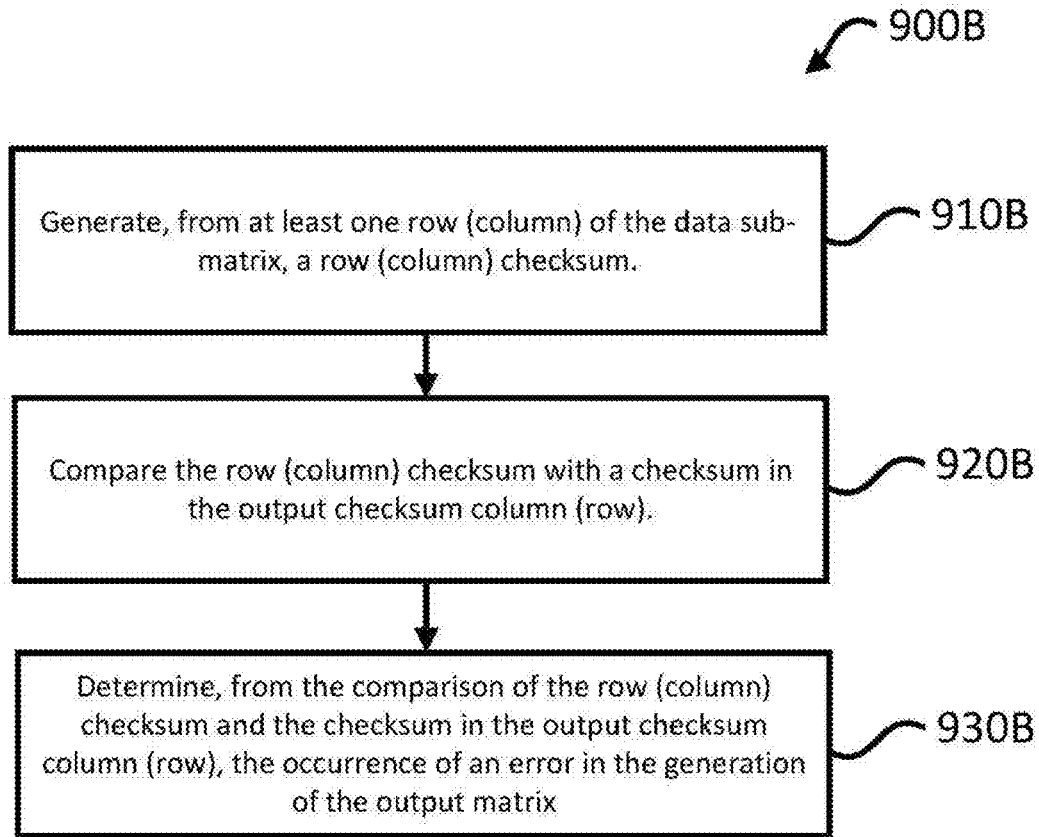 900B
Generate, from at least one row (column) of the data sub-
matrix, a row (column) checksum.
910B
Compare the row (column) checksum with a checksum in
the output checksum column (row).
920B
Determine, from the comparison of the row (column)
checksum and the checksum in the output checksum
column (row), the occurrence of an error in the generation
of the output matrix
930B